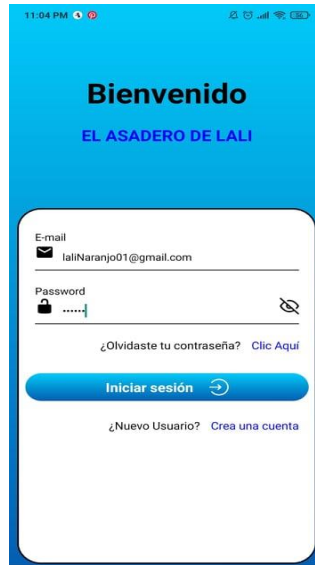 11:04 PM
Bienvenido
EL ASADERO DE LALI
E-mail
laliNaranjo01@gmail.com
Password
......
¿Olvidaste tu contraseña? Clic Aquí
Iniciar sesión
¿Nuevo Usuario? Crea una cuenta